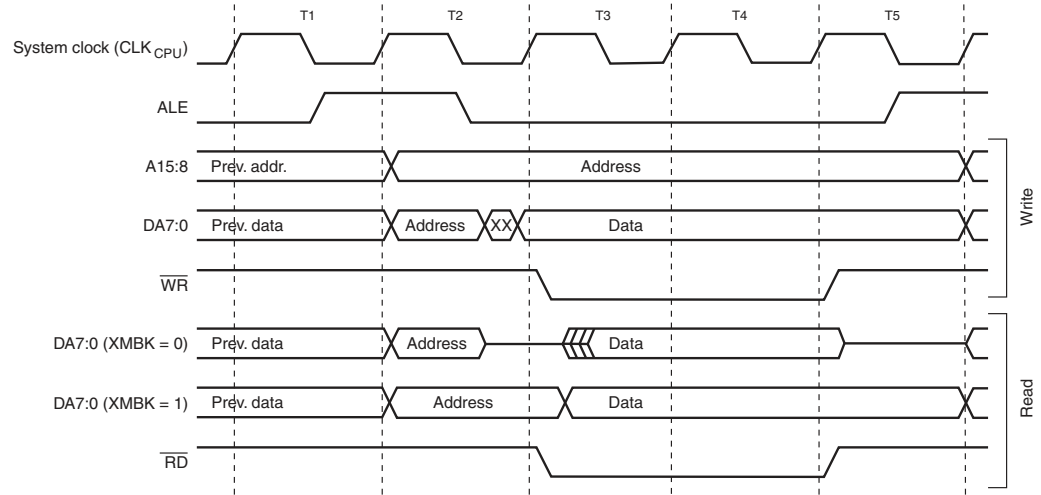 T1 T2 T3 T4 T5
System clock (CLK CPU)
ALE
A15:8 Prev. addr. Address
DA7:0 Prev. data Address XX Data
WR
Write
DA7:0 (XMBK = 0) Prev. data Address Data
DA7:0 (XMBK = 1) Prev. data Address Data
RD
Read